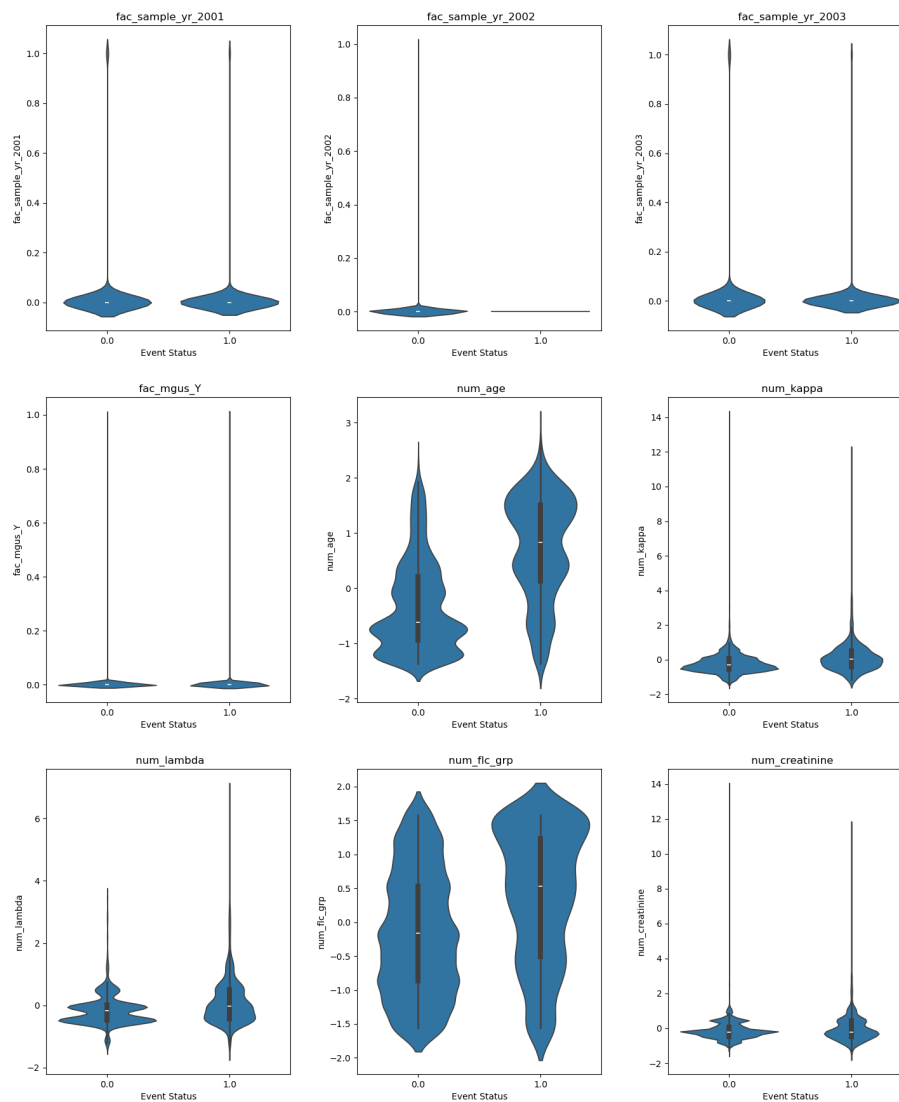 fac_sample_yr_2001
fac_sample_yr_2002
fac_sample_yr_2003
1.0
0.8
0.6
0.4
0.2
0.0
fac_sample_yr_2001
0.0
1.0
Event Status
1.0
0.8
0.6
0.4
0.2
0.0
fac_sample_yr_2002
0.0
1.0
Event Status
1.0
0.8
0.6
0.4
0.2
0.0
fac_sample_yr_2003
0.0
1.0
Event Status
fac_mgus_Y
num_age
num_kappa
1.0
0.8
0.6
0.4
0.2
0.0
fac_mgus_Y
0.0
1.0
Event Status
3
2
1
0
−1
−2
num_age
0.0
1.0
Event Status
14
12
10
8
6
4
2
0
−2
num_kappa
0.0
1.0
Event Status
num_lambda
num_flc_grp
num_creatinine
6
4
2
0
−2
num_lambda
0.0
1.0
Event Status
2.0
1.5
1.0
0.5
0.0
−0.5
−1.0
−1.5
−2.0
num_flc_grp
0.0
1.0
Event Status
14
12
10
8
6
4
2
0
−2
num_creatinine
0.0
1.0
Event Status